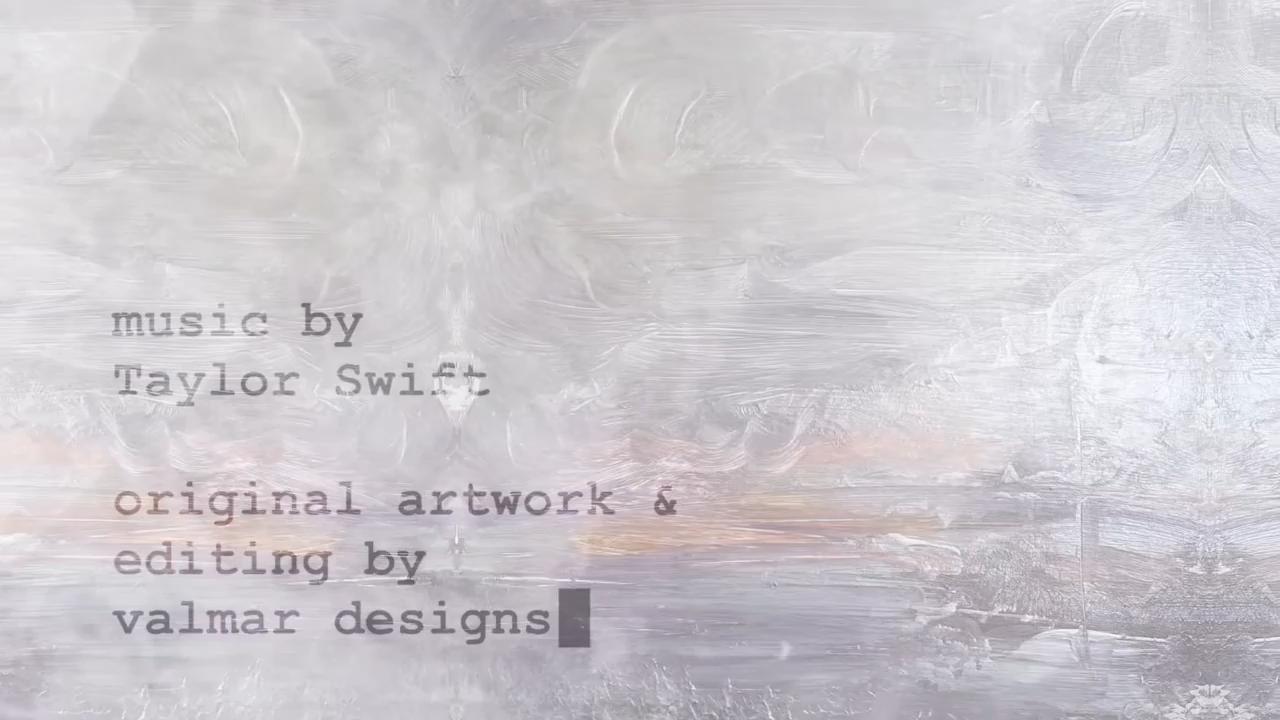 music by
Taylor Swift
original artwork &
editing by
valmar designs